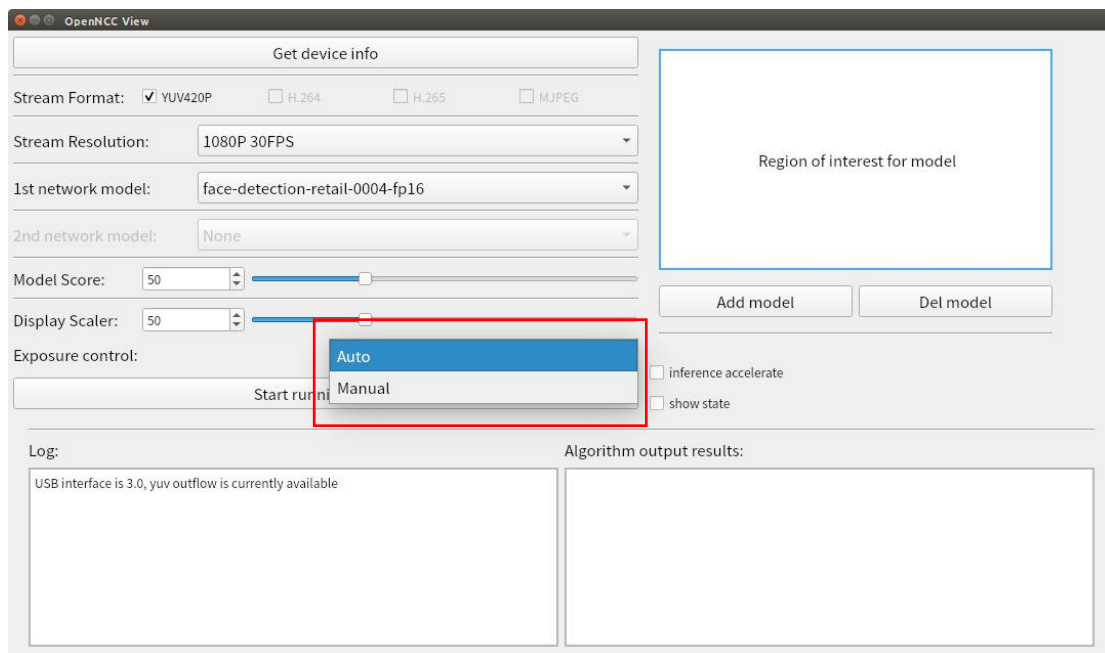 OpenNCC View
Get device info
Stream Format: YUV420P H.264 H.265 MJPEG
Stream Resolution: 1080P 30FPS
1st network model: face-detection-retail-0004-fp16
2nd network model: None
Model Score: 50
Display Scaler: 50
Exposure control:
Auto
Manual
Start runni
Region of interest for model
Add model Del model
inference accelerate
show state
Log:
USB interface is 3.0, yuv outflow is currently available
Algorithm output results: